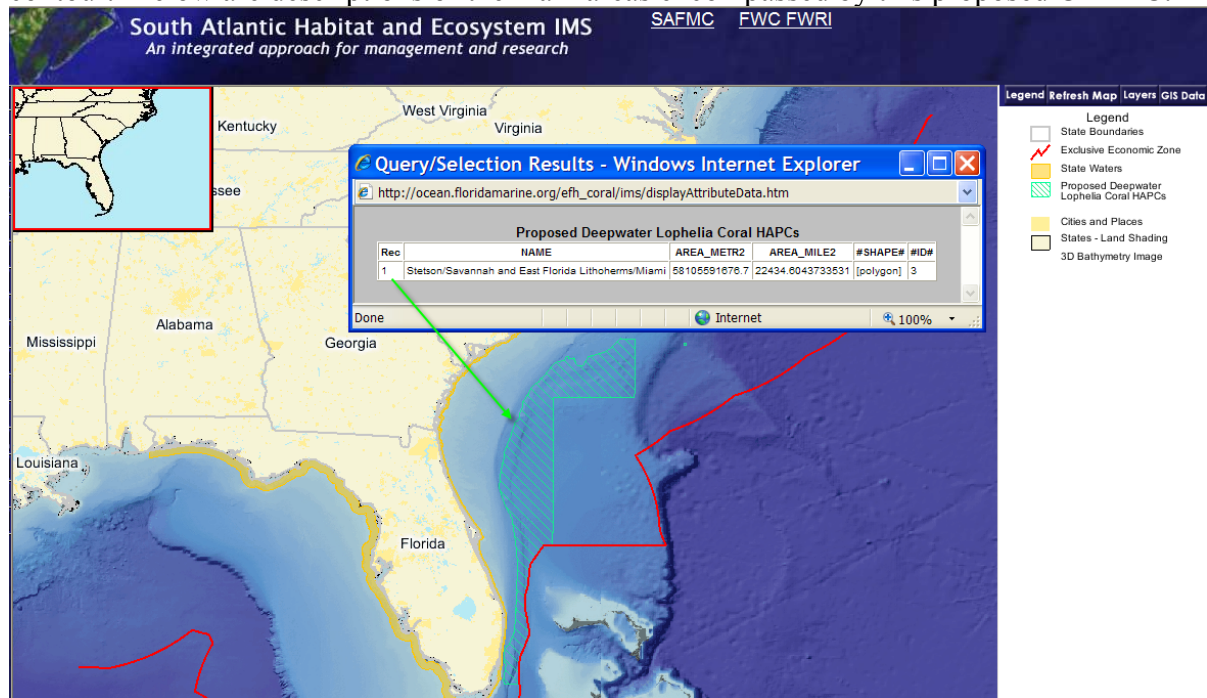 South Atlantic Habitat and Ecosystem IMS
SAFMC FWC FWRI
An integrated approach for management and research
Legend Refresh Map Layers GIS Data
Legend
State Boundaries
Exclusive Economic Zone
State Waters
Proposed Deepwater
Lophelia Coral HAPCs
Cities and Places
States - Land Shading
3D Bathymetry Image
West Virginia
Kentucky
Virginia
Query/Selection Results - Windows Internet Explorer
http://ocean.floridamarine.org/efh_coral/ims/displayAttributeData.htm
ssee
Proposed Deepwater Lophelia Coral HAPCs
Rec NAME AREA_METR2 AREA_MILE2 #SHAPE# #ID#
1 Stetson/Savannah and East Florida Lithoherms/Miami 58105591676.7 22434.6043733531 [polygon] 3
Done Internet 100%
Alabama
Mississippi
Georgia
Louisiana
Florida